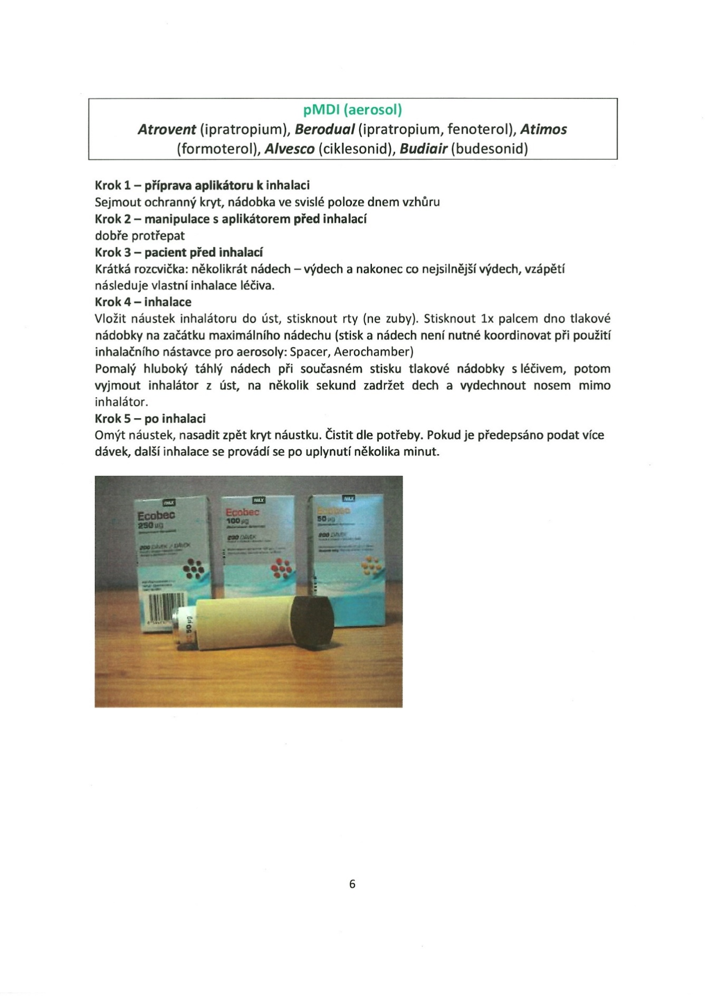 pMDI (aerosol)
Atrovent (ipratropium), Berodual (ipratropium, fenoterol), Atimos
(formoterol), Alvesco (ciklesonid), Budiair (budesonid)
Krok 1 – příprava aplikátoru k inhalaci
Sejmout ochranný kryt, nádobka ve svislé poloze dnem vzhůru
Krok 2 – manipulace s aplikátorem před inhalací
dobře protřepat
Krok 3 – pacient před inhalací
Krátká rozcvička: několikrát nádech – výdech a nakonec co nejsilnější výdech, vzápětí
následuje vlastní inhalace léčiva.
Krok 4 – inhalace
Vložit náustek inhalátoru do úst, stisknout rty (ne zuby). Stisknout 1x palcem dno tlakové
nádobky na začátku maximálního nádechu (stisk a nádech není nutné koordinovat při použití
inhalačního nástavce pro aerosoly: Spacer, Aerochamber)
Pomalý hluboký táhlý nádech při současném stisku tlakové nádobky s léčivem, potom
vyjmout inhalátor z úst, na několik sekund zadržet dech a vydechnout nosem mimo
inhalátor.
Krok 5 – po inhalaci
Omýt náustek, nasadit zpět kryt náustku. Čistit dle potřeby. Pokud je předepsáno podat více
dávek, další inhalace se provádí se po uplynutí několika minut.
Ecobec
250 µg
200 DÁVEK / DÁVOK
Ecobec
100 µg
200 DÁVEK
Ecobec
50 µg
200 DÁVEK
50 µg
6